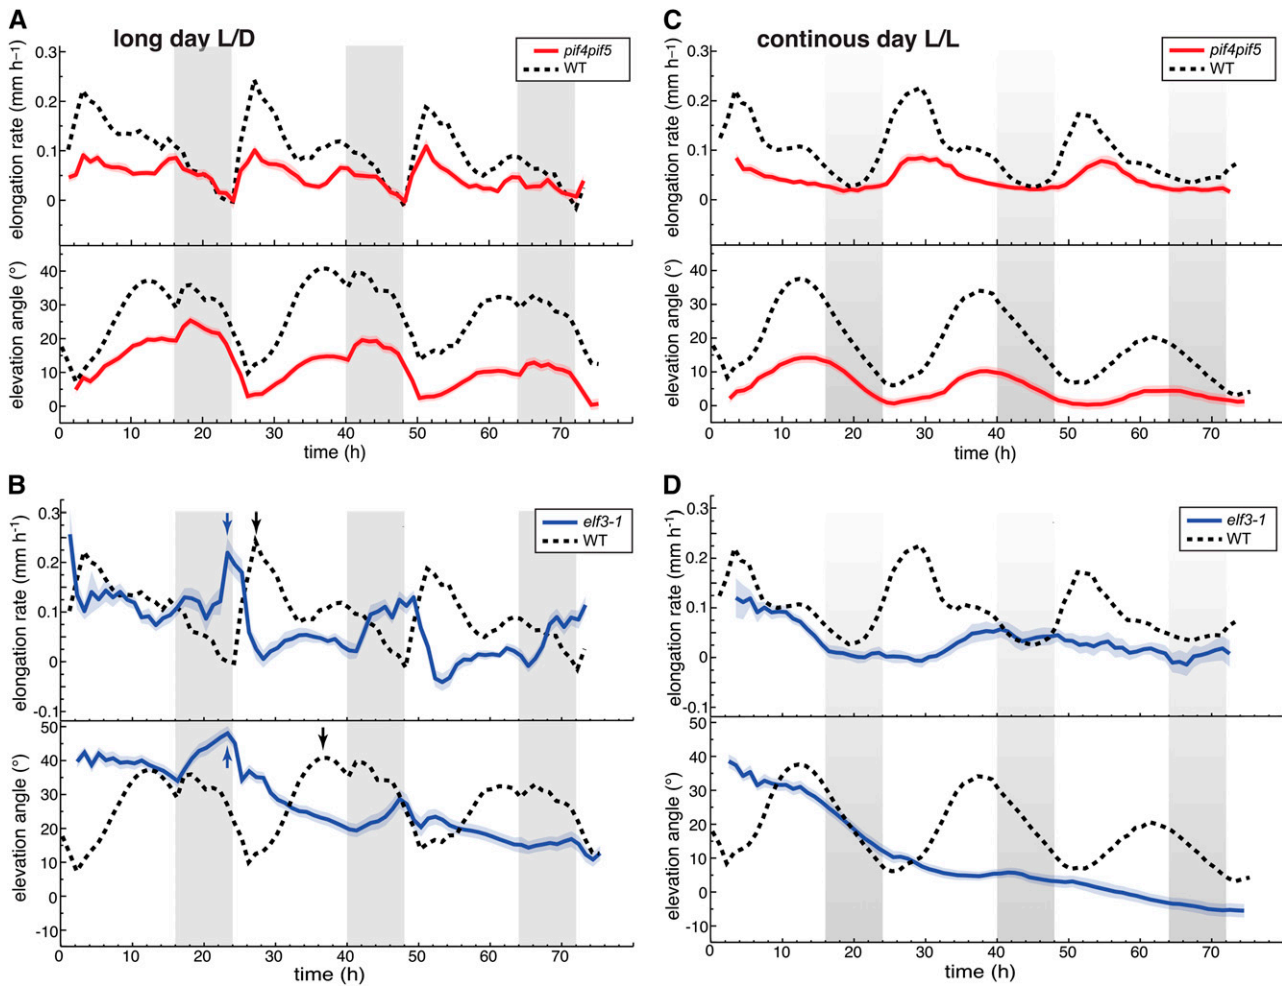 A
long day L/D
pif4pif5
WT
elongation rate (mm h⁻¹)
0.3
0.2
0.1
0
elevation angle (°)
40
30
20
10
0
0 10 20 30 40 50 60 70
time (h)
C
continous day L/L
pif4pif5
WT
elongation rate (mm h⁻¹)
0.3
0.2
0.1
0
elevation angle (°)
40
30
20
10
0
0 10 20 30 40 50 60 70
time (h)
B
elf3-1
WT
elongation rate (mm h⁻¹)
0.3
0.2
0.1
0
-0.1
elevation angle (°)
50
40
30
20
10
0
-10
0 10 20 30 40 50 60 70
time (h)
D
elf3-1
WT
elongation rate (mm h⁻¹)
0.3
0.2
0.1
0
-0.1
elevation angle (°)
50
40
30
20
10
0
-10
0 10 20 30 40 50 60 70
time (h)